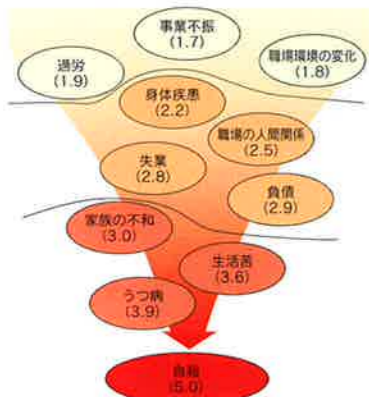 事業不振
(1.7)
過労
(1.9)
職場環境の変化
(1.8)
身体疾患
(2.2)
職場の人間関係
(2.5)
失業
(2.8)
負債
(2.9)
家族の不和
(3.0)
生活苦
(3.6)
うつ病
(3.9)
自殺
(5.0)